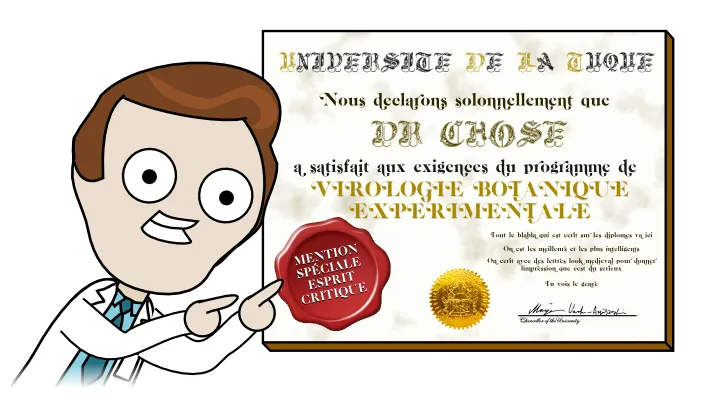 UNIVERSITE DE LA TUQUE
Nous declarons solonnellement que
DR CHOSE
a satisfait aux exigences du programme de
VIROLOGIE BOTANIQUE
EXPERIMENTALE
Tout le blabla qui est ecrit sur les diplomes va ici
On est les meilleurs et les plus intelligents
On ecrit avec des lettres look medieval pour donner
limpression que cest du serieux
Tu vois le genre
MENTION
SPÉCIALE
ESPRIT
CRITIQUE
Chancellor of the University